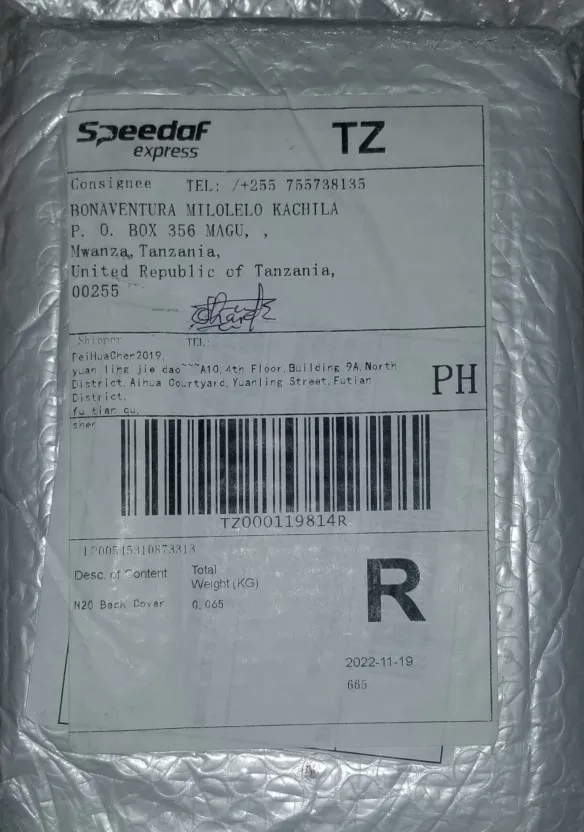 Speedaf TZ
express
Consignee TEL: /+255 755738135
BONAVENTURA MILOLELO KACHILA
P. O. BOX 356 MAGU, ,
Mwanza, Tanzania,
United Republic of Tanzania,
00255
Shipper TEL:
PeiHuaChen2019,
yuan ling jie dao~~~A10, 4th Floor, Building 9A, North
District, Aihua Courtyard, Yuanling Street, Futian
District,
fu tian qu,
sher
PH
TZ000119814R
LP00515310873313
Desc. of Content Total
Weight (KG)
N20 Back Cover 0.065
R
2022-11-19
665